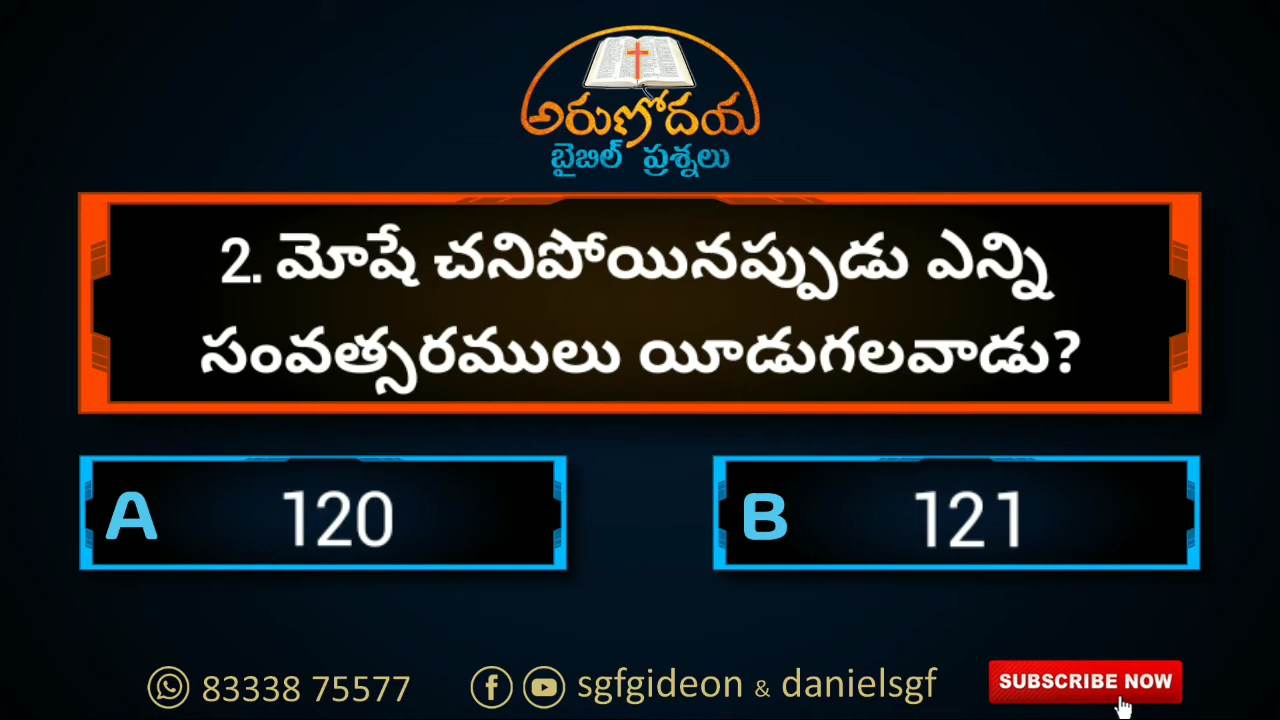 అరుణోదయ
బైబిల్ ప్రశ్నలు
2. మోషే చనిపోయినప్పుడు ఎన్ని
సంవత్సరములు యీడుగలవాడు?
A 120
B 121
83338 75577
sgfgideon & danielsgf
SUBSCRIBE NOW